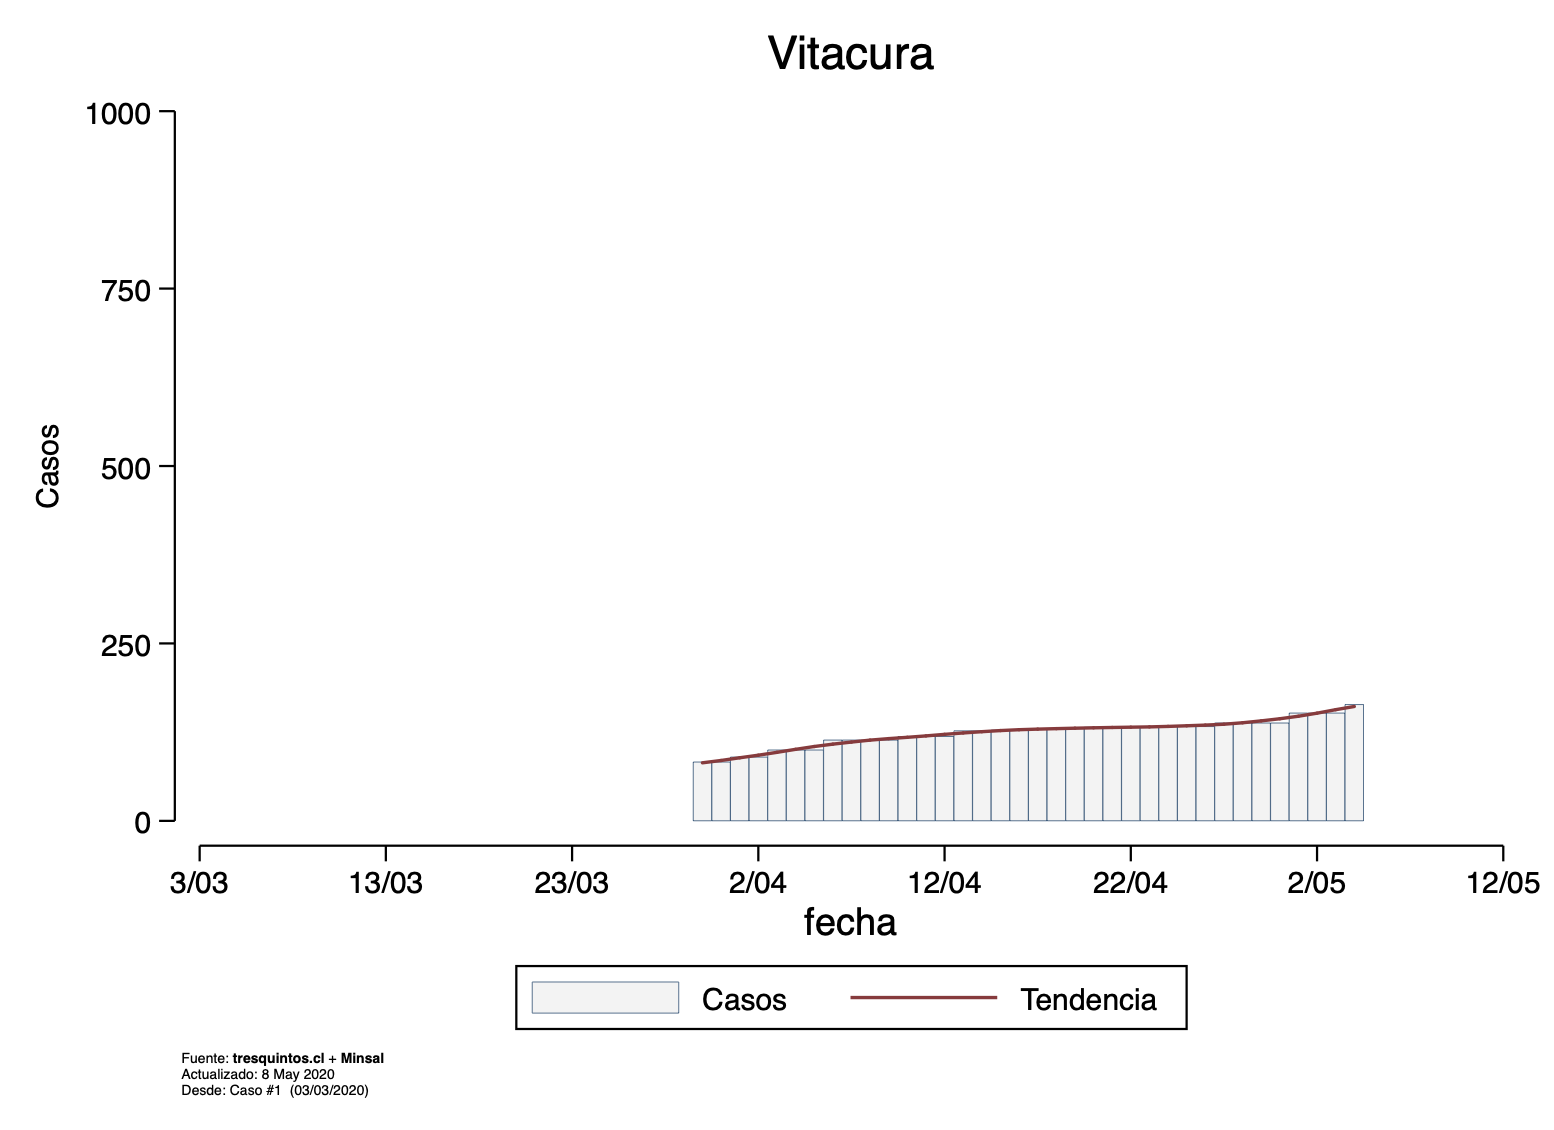 Vitacura
1000
750
500
250
0
Casos
3/03 13/03 23/03 2/04 12/04 22/04 2/05 12/05
fecha
Casos Tendencia
Fuente: tresquintos.cl + Minsal
Actualizado: 8 May 2020
Desde: Caso #1 (03/03/2020)